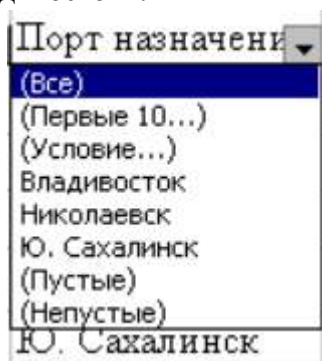 Порт назначени
(Все)
(Первые 10...)
(Условие...)
Владивосток
Николаевск
Ю. Сахалинск
(Пустые)
(Непустые)
Ю. Сахалинск